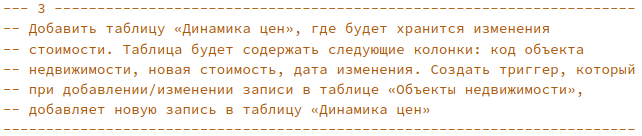 --- 3 ------------------------------------------------------------------
-- Добавить таблицу «Динамика цен», где будет хранится изменения
-- стоимости. Таблица будет содержать следующие колонки: код объекта
-- недвижимости, новая стоимость, дата изменения. Создать триггер, который
-- при добавлении/изменении записи в таблице «Объекты недвижимости»,
-- добавляет новую запись в таблицу «Динамика цен»
--------------------------------------------------------------------------